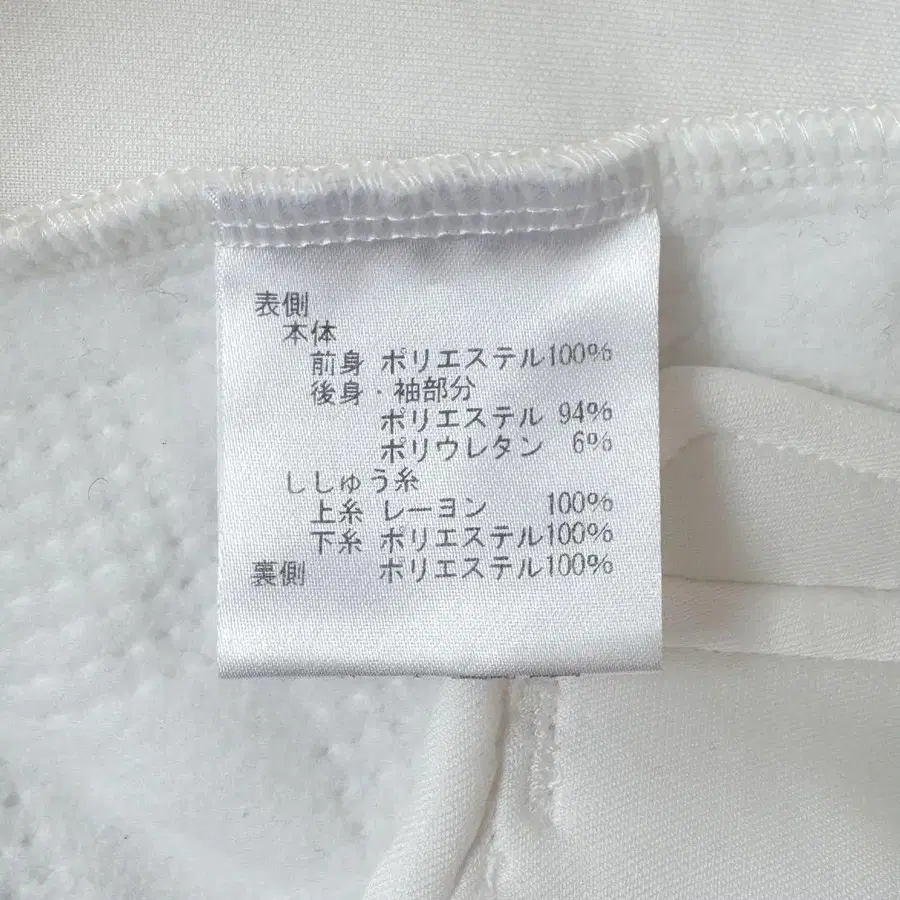 表側
本体
前身 ポリエステル100%
後身・袖部分
ポリエステル 94%
ポリウレタン 6%
ししゅう糸
上糸 レーヨン 100%
下糸 ポリエステル100%
裏側 ポリエステル100%